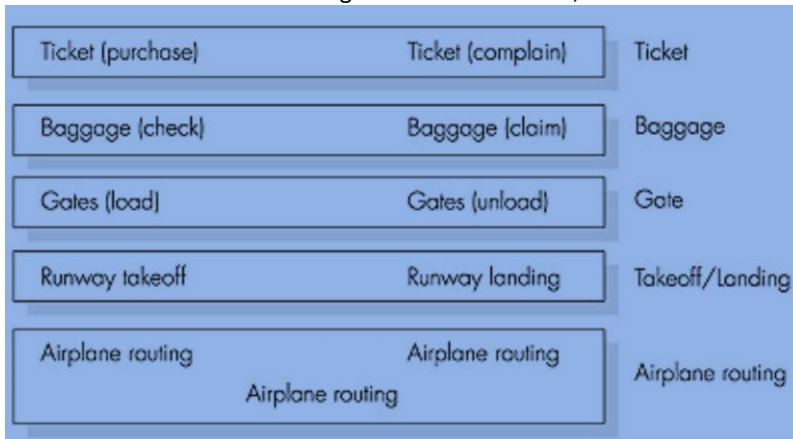 Ticket (purchase) Ticket (complain) Ticket
Baggage (check) Baggage (claim) Baggage
Gates (load) Gates (unload) Gate
Runway takeoff Runway landing Takeoff/Landing
Airplane routing Airplane routing
Airplane routing
Airplane routing